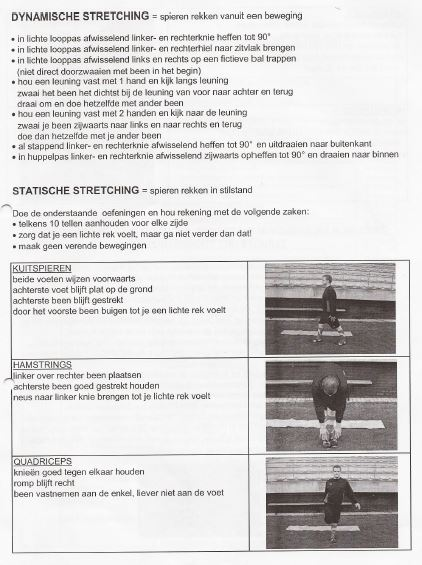 DYNAMISCHE STRETCHING = spieren rekken vanuit een beweging
• in lichte looppas afwisselend linker- en rechterknie heffen tot 90°
• in lichte looppas afwisselend linker- en rechterhiel naar zitvlak brengen
• in lichte looppas afwisselend links en rechts op een fictieve bal trappen
(niet direct doorzwaaien met been in het begin)
• hou een leuning vast met 1 hand en kijk langs leuning
zwaai het been het dichtst bij de leuning van voor naar achter en terug
draai om en doe hetzelfde met ander been
• hou een leuning vast met 2 handen en kijk naar de leuning
zwaai je been zijwaarts naar links en naar rechts en terug
doe dan hetzelfde met je ander been
• al stappend linker- en rechterknie afwisselend heffen tot 90° en uitdraaien naar buitenkant
• in huppelpas linker- en rechterknie afwisselend zijwaarts opheffen tot 90° en draaien naar binnen
STATISCHE STRETCHING = spieren rekken in stilstand
Doe de onderstaande oefeningen en hou rekening met de volgende zaken:
• telkens 10 tellen aanhouden voor elke zijde
• zorg dat je een lichte rek voelt, maar ga niet verder dan dat!
• maak geen verende bewegingen
KUITSPIEREN
beide voeten wijzen voorwaarts
achterste voet blijft plat op de grond
achterste been blijft gestrekt
door het voorste been buigen tot je een lichte rek voelt
HAMSTRINGS
linker over rechter been plaatsen
achterste been goed gestrekt houden
neus naar linker knie brengen tot je lichte rek voelt
QUADRICEPS
knieën goed tegen elkaar houden
romp blijft recht
been vastnemen aan de enkel, liever niet aan de voet